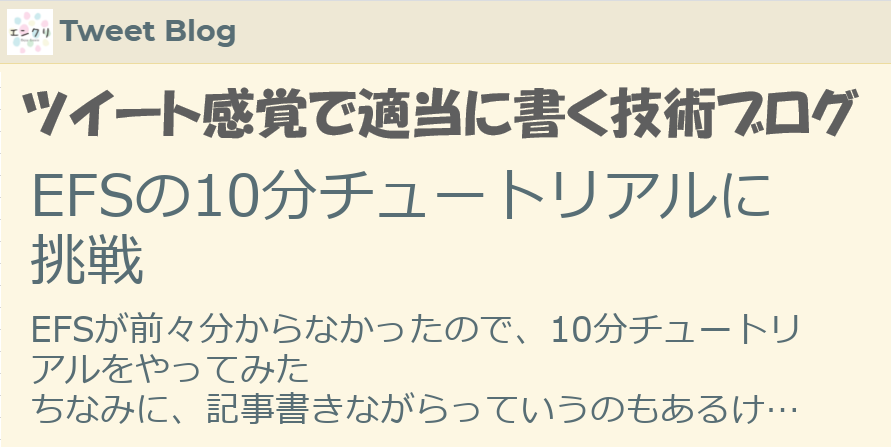 エンクリ
Tweet Blog
ツイート感覚で適当に書く技術ブログ
EFSの10分チュートリアルに
挑戦
EFSが前々分からなかったので、10分チュートリ
アルをやってみた
ちなみに、記事書きながらっていうのもあるけ…